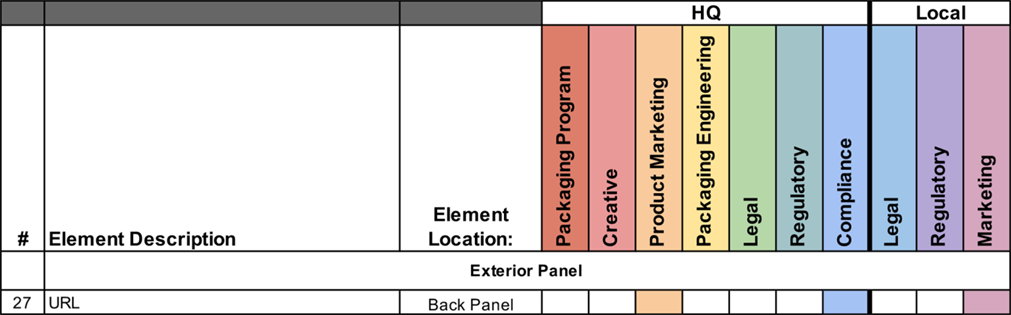 HQ
Local
#
Element Description
Element
Location:
Packaging Program
Creative
Product Marketing
Packaging Engineering
Legal
Regulatory
Compliance
Legal
Regulatory
Marketing
Exterior Panel
27
URL
Back Panel